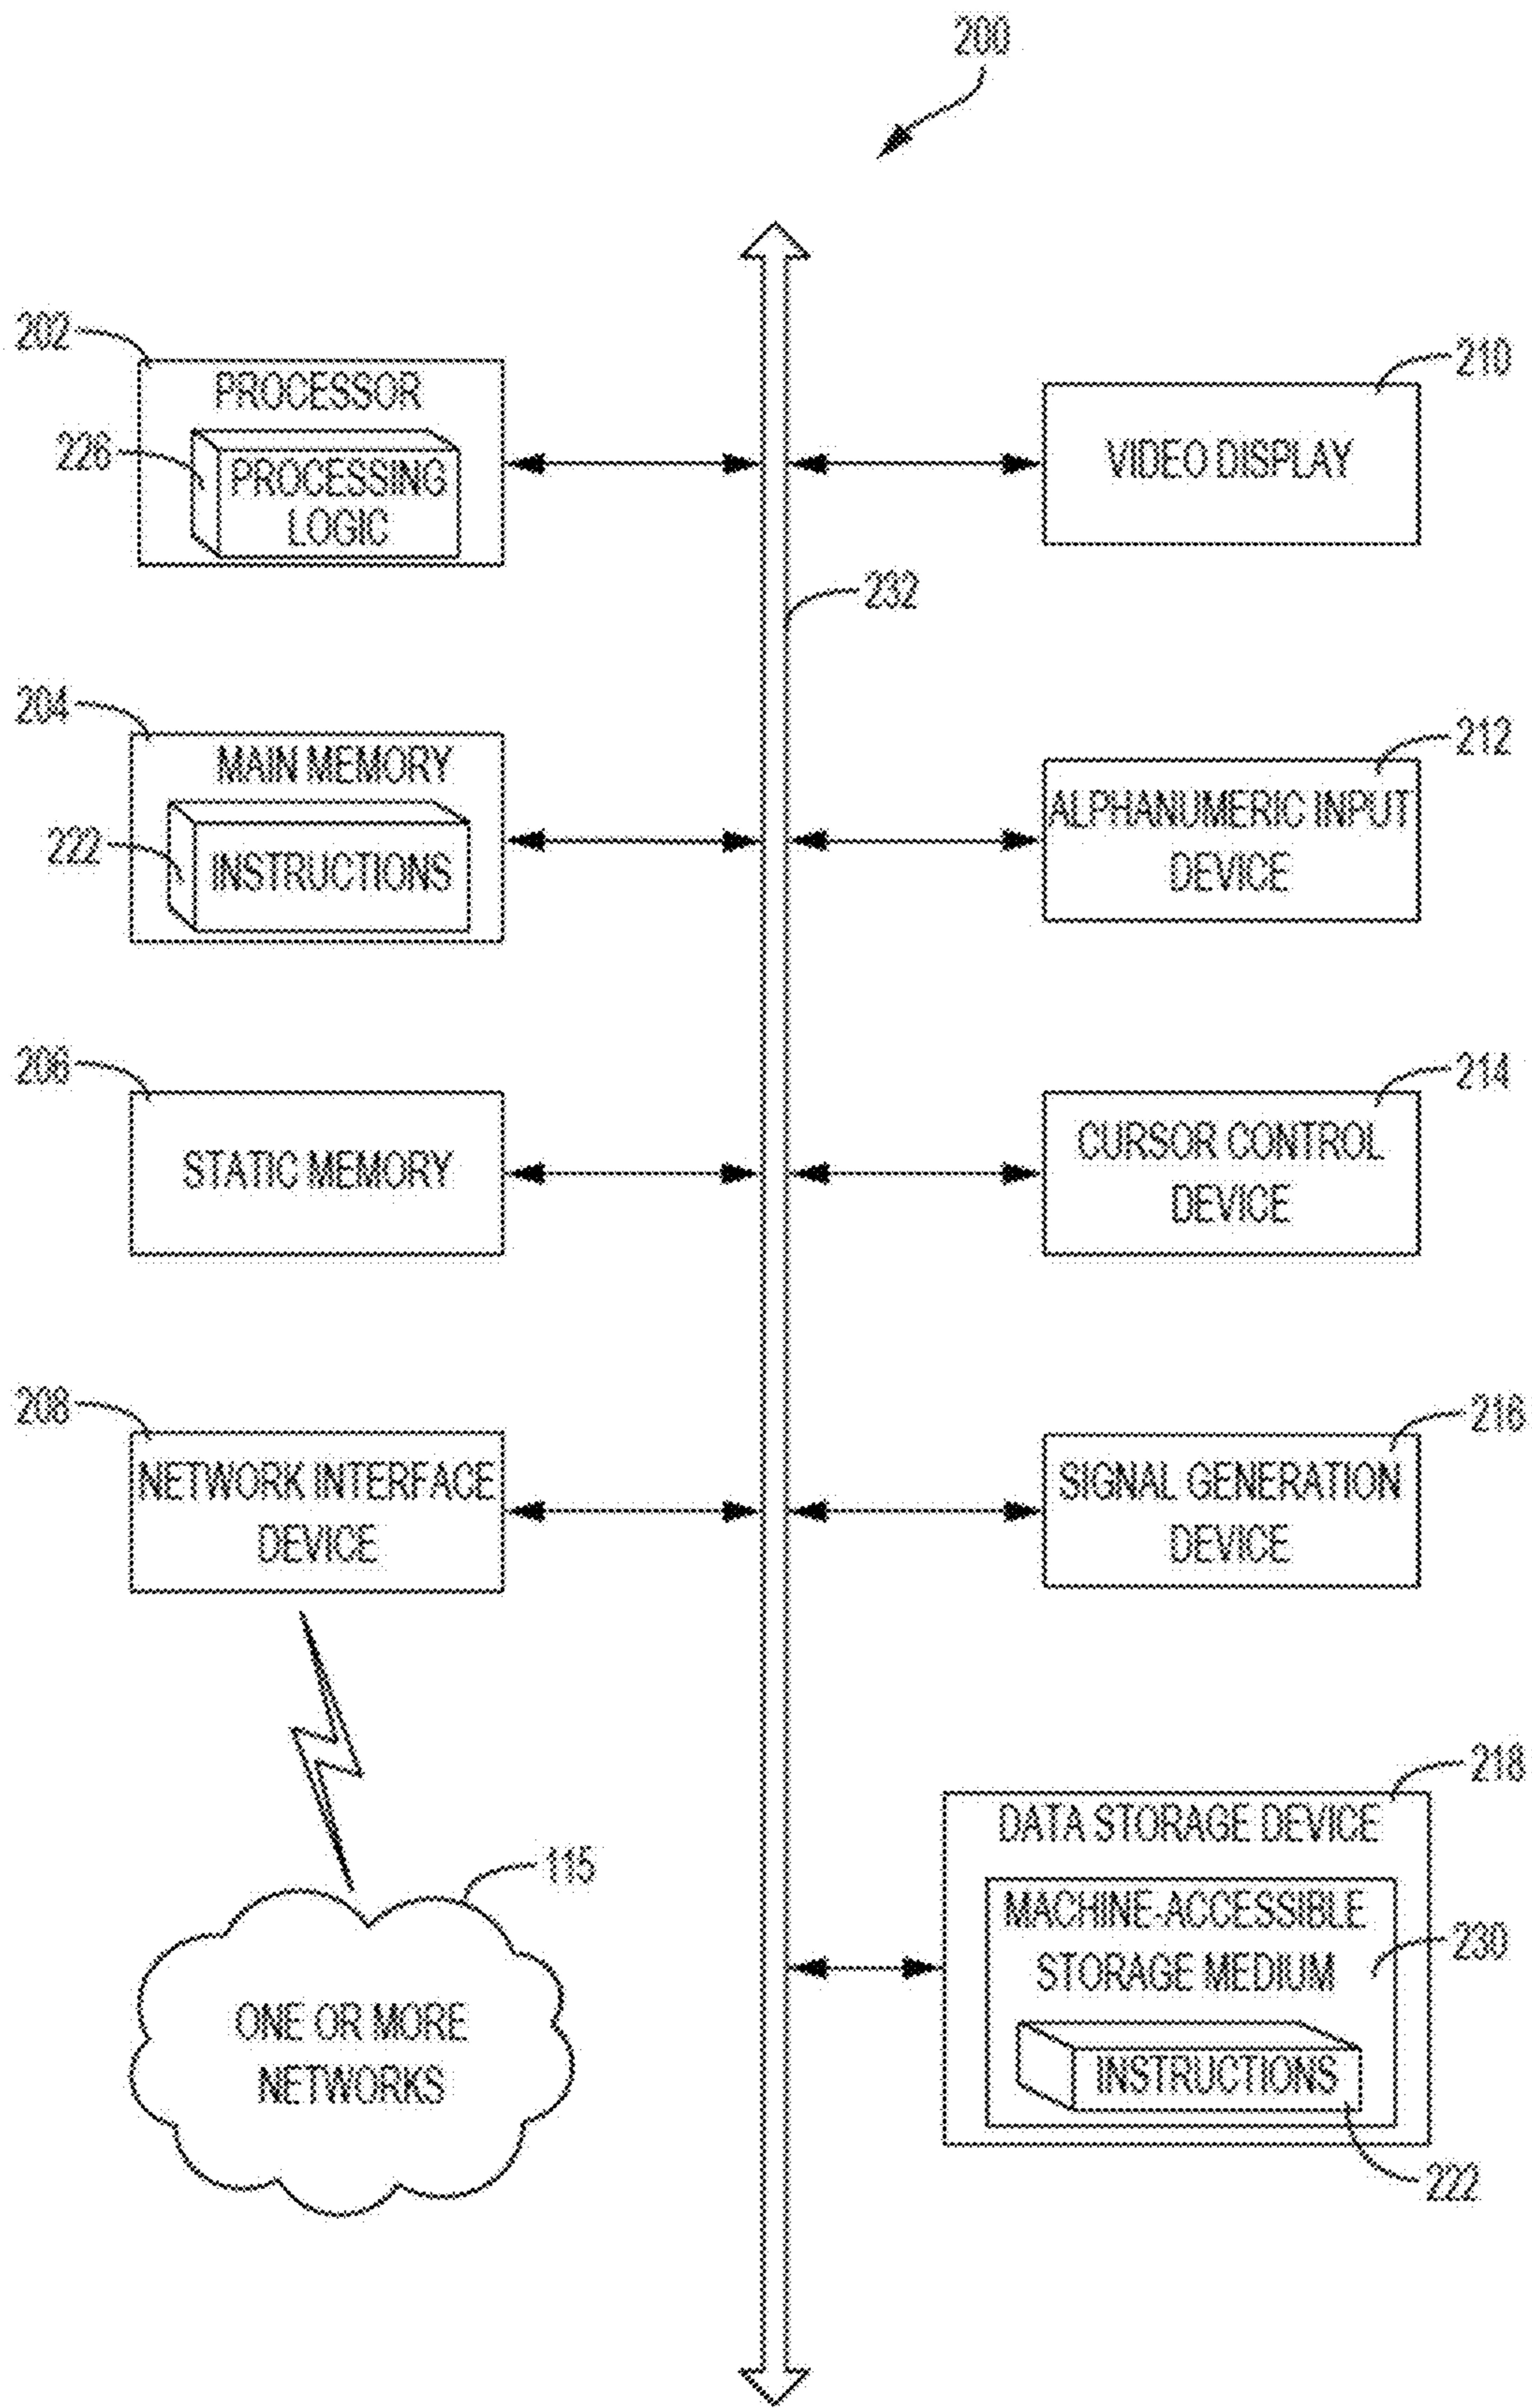 200
202
PROCESSOR
226
PROCESSING
LOGIC
210
VIDEO DISPLAY
232
204
MAIN MEMORY
222
INSTRUCTIONS
212
ALPHANUMERIC INPUT
DEVICE
206
STATIC MEMORY
214
CURSOR CONTROL
DEVICE
208
NETWORK INTERFACE
DEVICE
216
SIGNAL GENERATION
DEVICE
115
ONE OR MORE
NETWORKS
218
DATA STORAGE DEVICE
MACHINE-ACCESSIBLE
STORAGE MEDIUM
230
INSTRUCTIONS
222